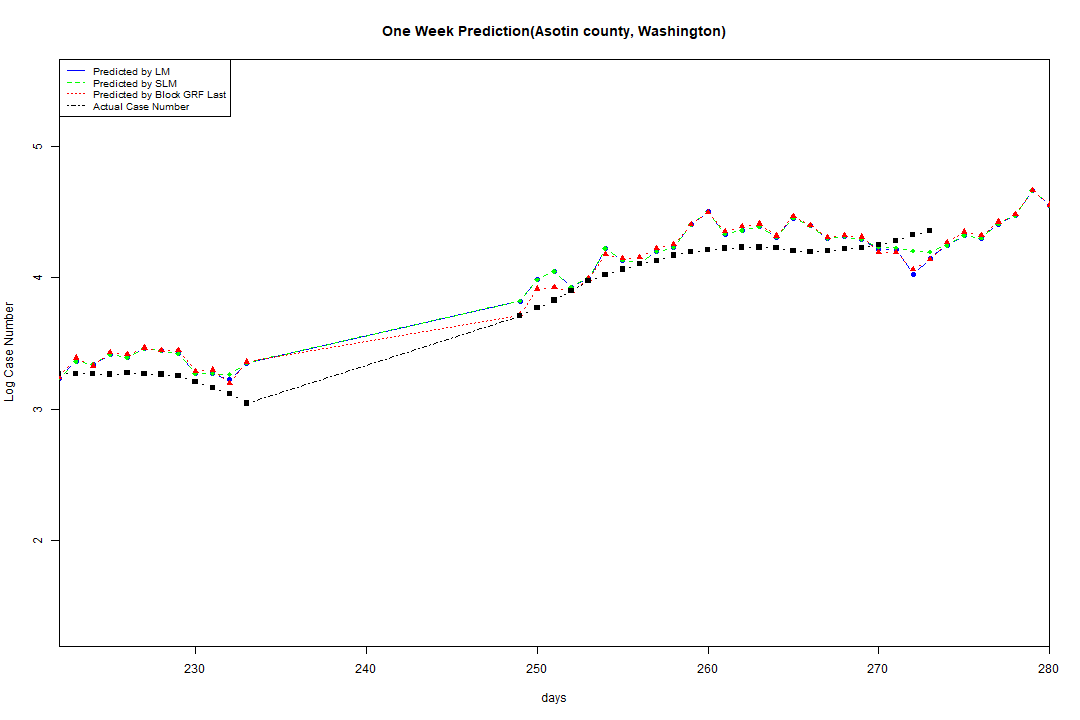 One Week Prediction(Asotin county, Washington)
Predicted by LM
Predicted by SLM
Predicted by Block GRF Last
Actual Case Number
5
4
3
2
Log Case Number
230 240 250 260 270 280
days